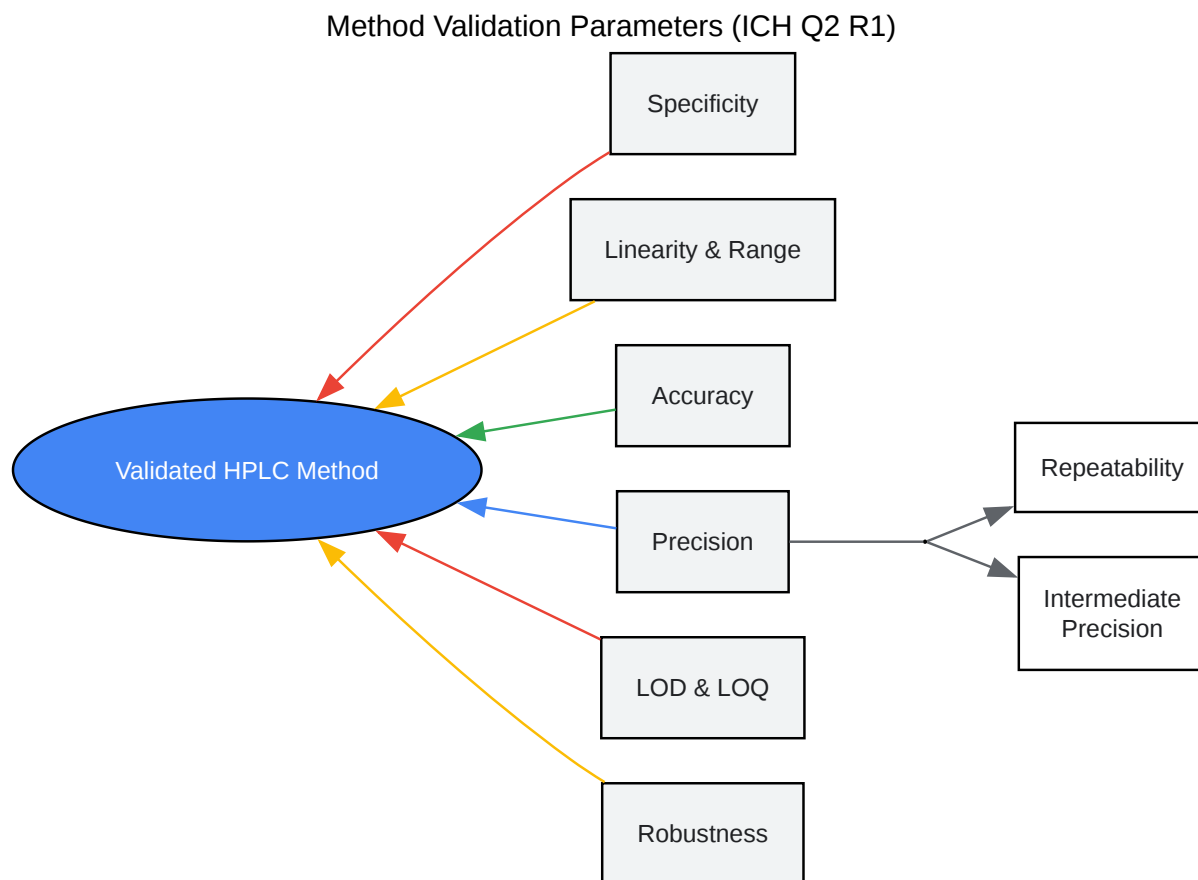 Method Validation Parameters (ICH Q2 R1)
Specificity
Linearity & Range
Accuracy
Validated HPLC Method
Precision
Repeatability
Intermediate
Precision
LOD & LOQ
Robustness